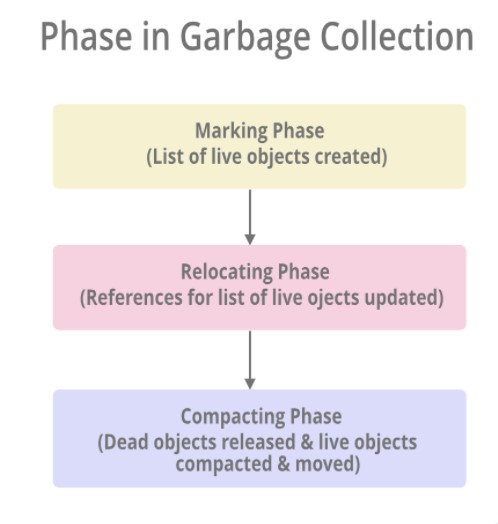 Phase in Garbage Collection
Marking Phase
(List of live objects created)
Relocating Phase
(References for list of live ojects updated)
Compacting Phase
(Dead objects released & live objects
compacted & moved)